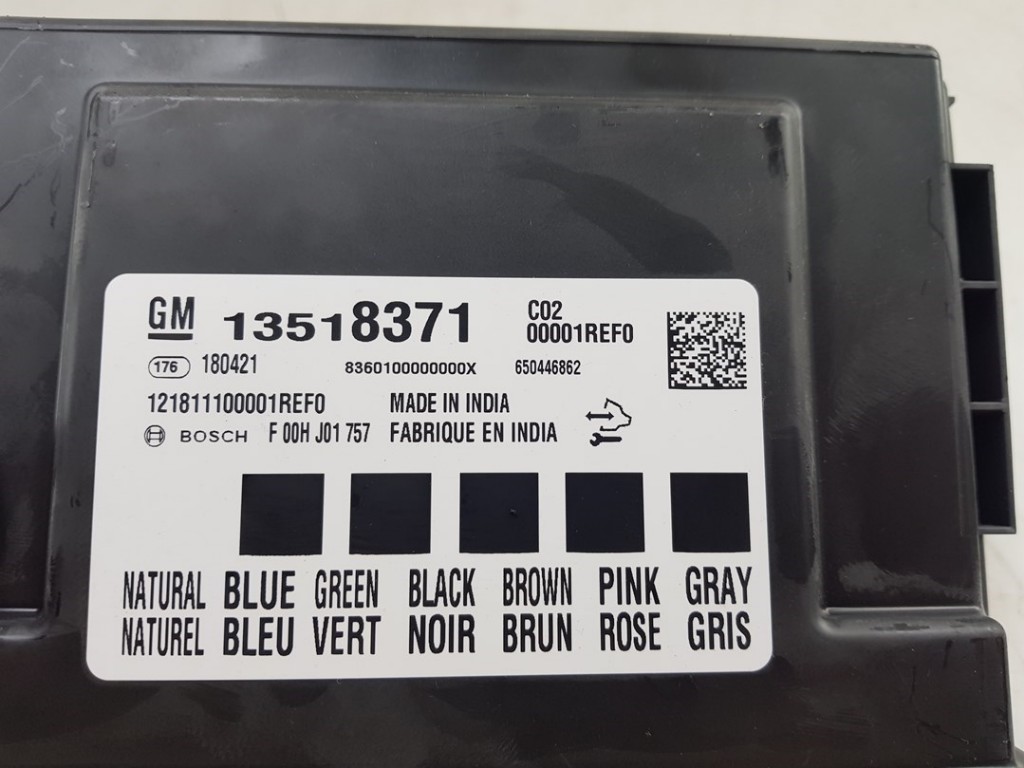 GM 13518371 C02
00001REF0
176 180421 8360100000000X 650446862
121811100001REF0 MADE IN INDIA
BOSCH F 00H J01 757 FABRIQUE EN INDIA
NATURAL BLUE GREEN BLACK BROWN PINK GRAY
NATUREL BLEU VERT NOIR BRUN ROSE GRIS